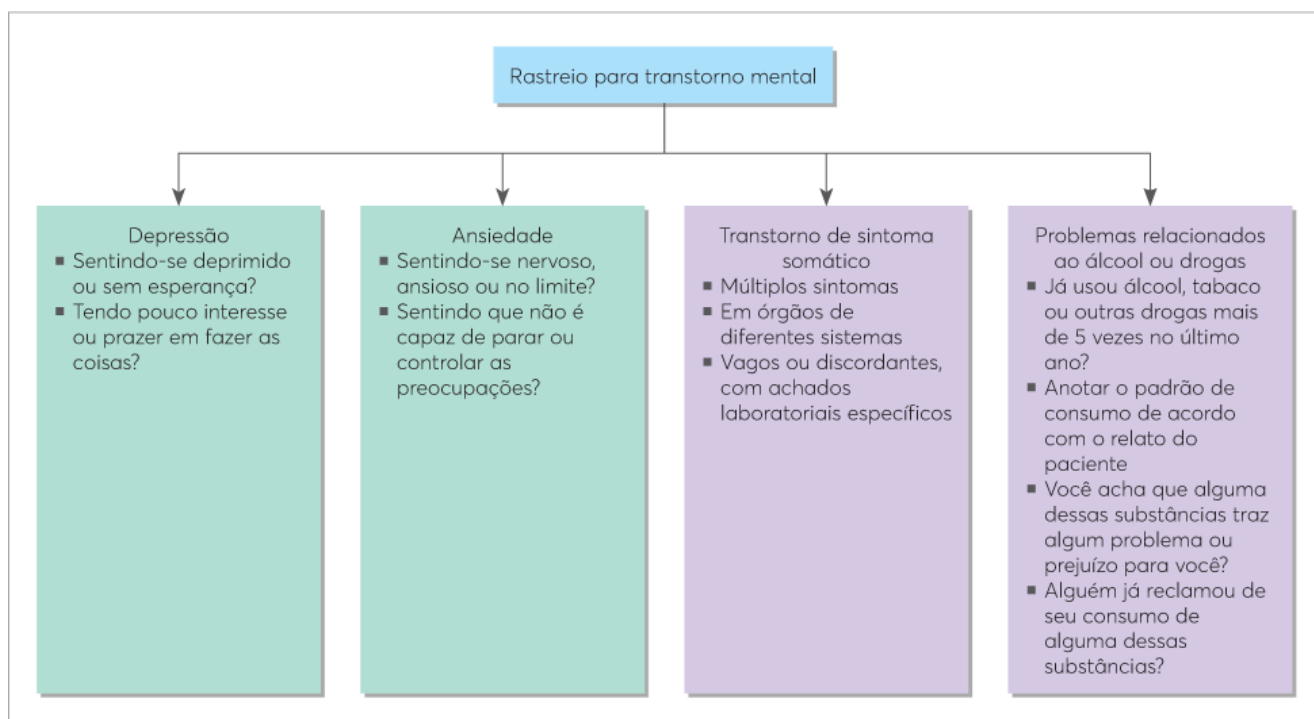 Rastreio para transtorno mental
Depressão
▪ Sentindo-se deprimido
ou sem esperança?
▪ Tendo pouco interesse
ou prazer em fazer as
coisas?
Ansiedade
▪ Sentindo-se nervoso,
ansioso ou no limite?
▪ Sentindo que não é
capaz de parar ou
controlar as
preocupações?
Transtorno de sintoma
somático
▪ Múltiplos sintomas
▪ Em órgãos de
diferentes sistemas
▪ Vagos ou discordantes,
com achados
laboratoriais específicos
Problemas relacionados
ao álcool ou drogas
▪ Já usou álcool, tabaco
ou outras drogas mais
de 5 vezes no último
ano?
▪ Anotar o padrão de
consumo de acordo
com o relato do
paciente
▪ Você acha que alguma
dessas substâncias traz
algum problema ou
prejuízo para você?
▪ Alguém já reclamou de
seu consumo de
alguma dessas
substâncias?